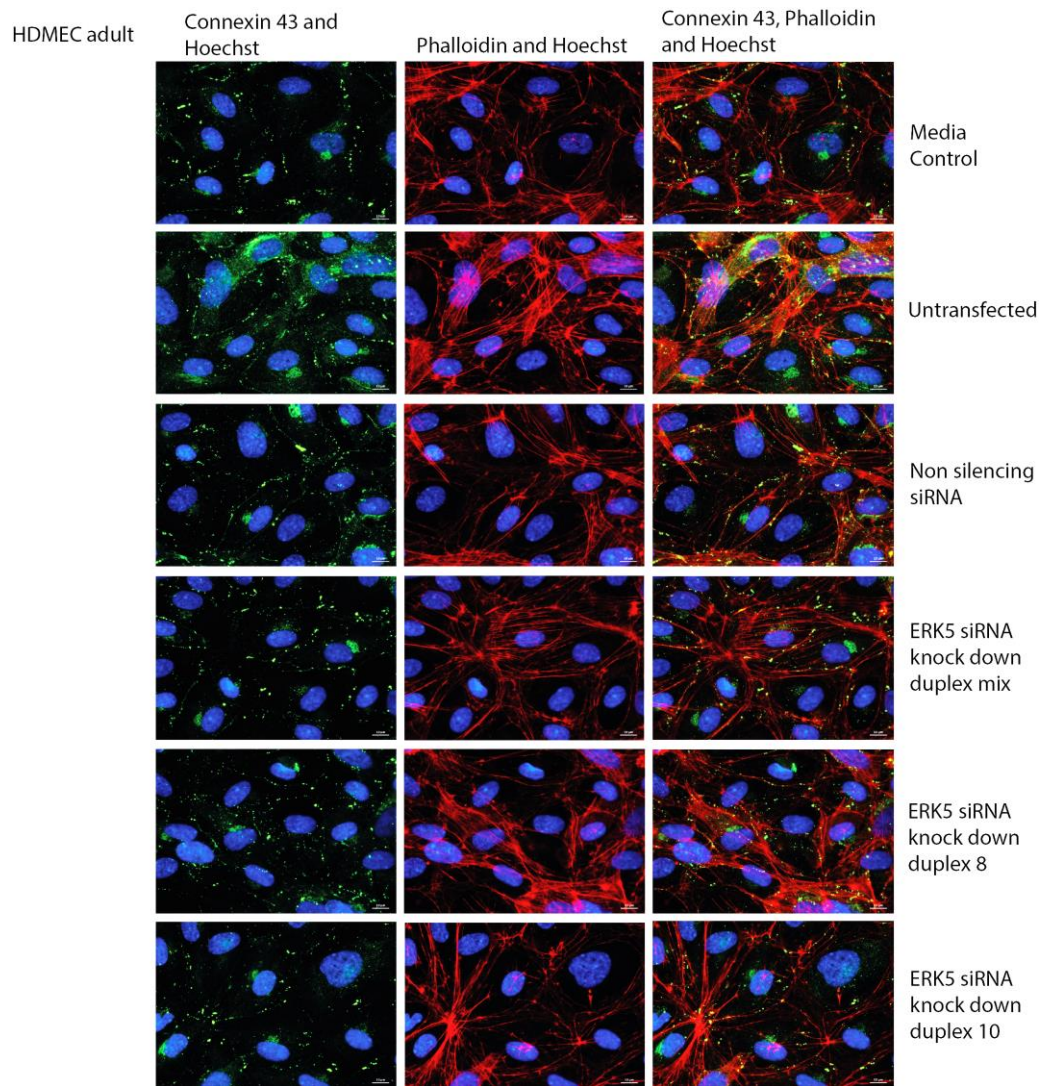 HDMEC adult
Connexin 43 and
Hoechst
Phalloidin and Hoechst
Connexin 43, Phalloidin
and Hoechst
Media
Control
Untransfected
Non silencing
siRNA
ERK5 siRNA
knock down
duplex mix
ERK5 siRNA
knock down
duplex 8
ERK5 siRNA
knock down
duplex 10